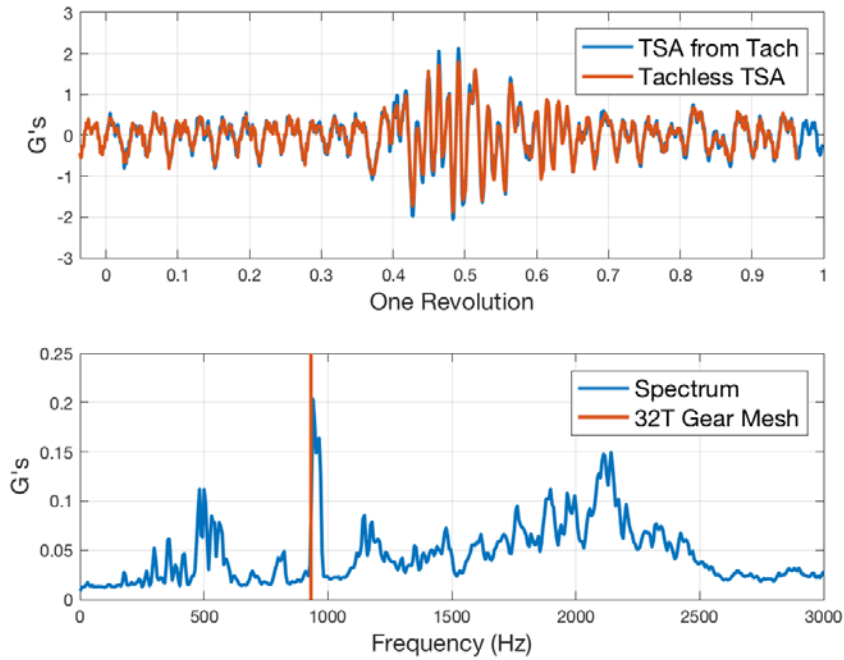 3
2
1
0
-1
-2
-3
G's
TSA from Tach
Tachless TSA
0 0.1 0.2 0.3 0.4 0.5 0.6 0.7 0.8 0.9 1
One Revolution
0.25
0.2
0.15
0.1
0.05
0
G's
Spectrum
32T Gear Mesh
0 500 1000 1500 2000 2500 3000
Frequency (Hz)